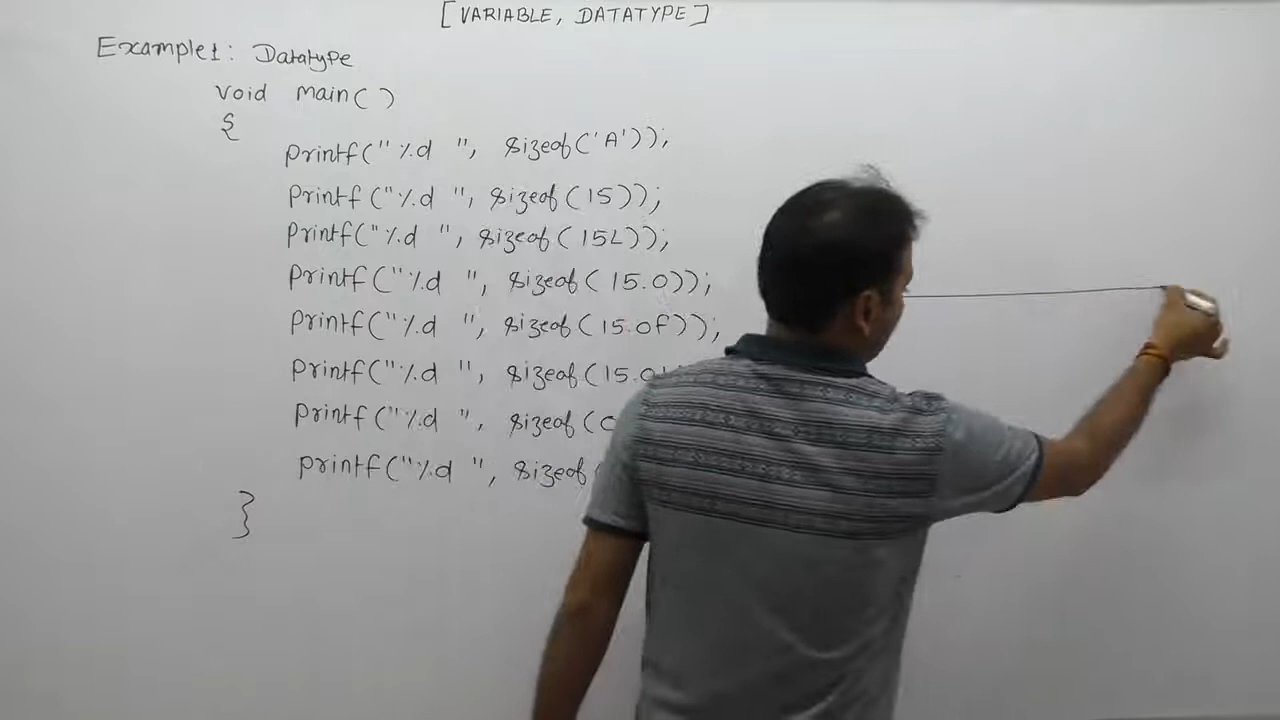 [VARIABLE, DATATYPE]
Example1: Datatype
void main( )
{
printf("%d ", sizeof('A'));
printf("%d ", sizeof(15));
printf("%d ", sizeof(15L));
printf("%d ", sizeof(15.0));
printf("%d ", sizeof(15.0F));
printf("%d ", sizeof(15.0
printf("%d ", sizeof(
printf("%d ", sizeof
}